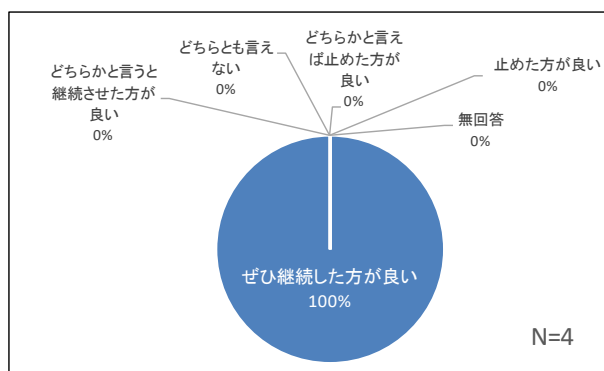 どちらかと言うと
継続させた方が
良い
0%
どちらとも言え
ない
0%
どちらかと言え
ば止めた方が
良い
0%
止めた方が良い
0%
無回答
0%
ぜひ継続した方が良い
100%
N=4